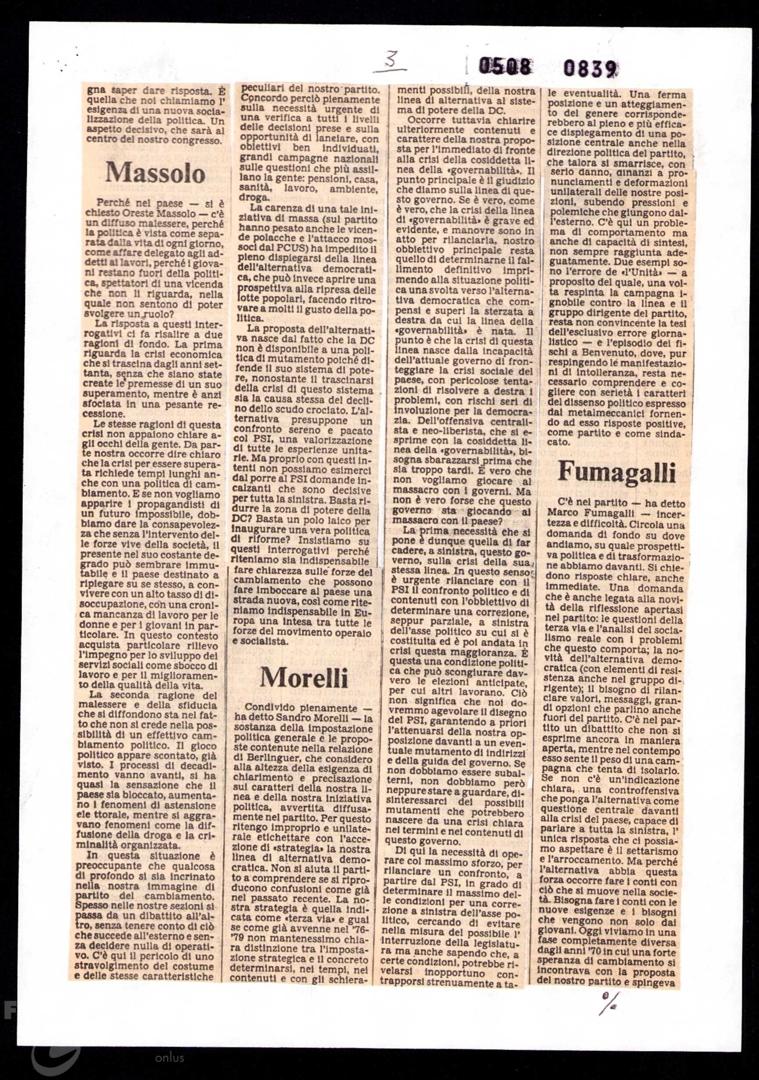 3
0508 0839
gna saper dare risposta. È
quella che noi chiamiamo l'
esigenza di una nuova socia-
lizzazione della politica. Un
aspetto decisivo, che sarà al
centro del nostro congresso.
Massolo
Perché nel paese — si è
chiesto Oreste Massolo — c'è
un diffuso malessere, perché
la politica è vista come sepa-
rata dalla vita di ogni giorno,
come affare delegato agli ad-
detti ai lavori, perché i giova-
ni restano fuori della politi-
ca, spettatori di una vicenda
che non li riguarda, nella
quale non sentono di poter
svolgere un ruolo?
La risposta a questi inter-
rogativi ci fa risalire a due
ragioni di fondo. La prima
riguarda la crisi economica
che si trascina dagli anni set-
tanta, senza che siano state
create le premesse di un suo
superamento, mentre è anzi
sfociata in una pesante re-
cessione.
Le stesse ragioni di questa
crisi non appaiono chiare a-
gli occhi della gente. Da par-
te nostra occorre dire chiaro
che la crisi per essere supera-
ta richiede tempi lunghi an-
che con una politica di cam-
biamento. E se non vogliamo
apparire i propagandisti di
un futuro impossibile, dob-
biamo dare la consapevolez-
za che senza l'intervento del-
le forze vive della società, il
presente nel suo costante de-
grado può sembrare immu-
tabile e il paese destinato a
ripiegare su se stesso, a con-
vivere con un alto tasso di di-
soccupazione, con una croni-
ca mancanza di lavoro per le
donne e per i giovani in par-
ticolare. In questo contesto
acquista particolare rilievo
l'impegno per lo sviluppo dei
servizi sociali come sbocco di
lavoro e per il miglioramen-
to della qualità della vita.
La seconda ragione del
malessere e della sfiducia
che si diffondono sta nel fat-
to che non si crede nella pos-
sibilità di un effettivo cam-
biamento politico. Il gioco
politico appare scontato, già
visto. I processi di decadi-
mento vanno avanti, si ha
quasi la sensazione che il
paese sia bloccato, aumenta-
no i fenomeni di astensione
ele ttorale, mentre si aggra-
vano fenomeni come la dif-
fusione della droga e la cri-
minalità organizzata.
In questa situazione è
preoccupante che qualcosa
di profondo si sia incrinato
nella nostra immagine di
partito del cambiamento.
Spesso nelle nostre sezioni si
passa da un dibattito all'al-
tro, senza tenere conto di ciò
che succede all'esterno e sen-
za decidere nulla di operati-
vo. C'è qui il pericolo di uno
stravolgimento del costume
e delle stesse caratteristiche
peculiari del nostro partito.
Concordo perciò pienamente
sulla necessità urgente di
una verifica a tutti i livelli
delle decisioni prese e sulla
opportunità di lanciare, con
obiettivi ben individuati,
grandi campagne nazionali
sulle questioni che più assil-
lano la gente: pensioni, casa,
sanità, lavoro, ambiente,
droga.
La carenza di una tale ini-
ziativa di massa (sul partito
hanno pesato anche le vicen-
de polacche e l'attacco mos-
soci dal PCUS) ha impedito il
pieno dispiegarsi della linea
dell'alternativa democrati-
ca, che può invece aprire una
prospettiva alla ripresa delle
lotte popolari, facendo ritro-
vare a molti il gusto della po-
litica.
La proposta dell'alternati-
va nasce dal fatto che la DC
non è disponibile a una poli-
tica di mutamento poiché di-
fende il suo sistema di pote-
re, nonostante il trascinarsi
della crisi di questo sistema
sia la causa stessa del decli-
no dello scudo crociato. L'al-
ternativa presuppone un
confronto sereno e pacato
col PSI, una valorizzazione
di tutte le esperienze unita-
rie. Ma proprio con questi in-
tenti non possiamo esimerci
dal porre al PSI domande in-
calzanti che sono decisive
per tutta la sinistra. Basta ri-
durre la zona di potere della
DC? Basta un polo laico per
inaugurare una vera politica
di riforme? Insistiamo su
questi interrogativi perché
riteniamo sia indispensabile
fare chiarezza sulle forze del
cambiamento che possono
fare imboccare al paese una
strada nuova, così come rite-
niamo indispensabile in Eu-
ropa una intesa tra tutte le
forze del movimento operaio
e socialista.
Morelli
Condivido pienamente —
ha detto Sandro Morelli — la
sostanza della impostazione
politica generale e le propo-
ste contenute nella relazione
di Berlinguer, che considero
alla altezza della esigenza di
chiarimento e precisazione
sui caratteri della nostra li-
nea e della nostra iniziativa
politica, avvertita diffusa-
mente nel partito. Per questo
ritengo improprio e unilate-
rale etichettare con l'acce-
zione di «strategia» la nostra
linea di alternativa demo-
cratica. Non si aiuta il parti-
to a comprendere se si ripro-
ducono confusioni come già
nel passato recente. La no-
stra strategia è quella indi-
cata come «terza via» e guai
se come già avvenne nel '76-
'79 non mantenessimo chia-
ra distinzione tra l'imposta-
zione strategica e il concreto
determinarsi, nei tempi, nei
contenuti e con gli schiera-
menti possibili, della nostra
linea di alternativa al siste-
ma di potere della DC.
Occorre tuttavia chiarire
ulteriormente contenuti e
carattere della nostra propo-
sta per l'immediato di fronte
alla crisi della cosiddetta li-
nea della «governabilità». Il
punto principale è il giudizio
che diamo sulla linea di que-
sto governo. Se è vero, come
è vero, che la crisi della linea
di «governabilità» è grave ed
evidente, e manovre sono in
atto per rilanciarla, nostro
obbiettivo principale resta
quello di determinarne il fal-
limento definitivo impri-
mendo alla situazione politi-
ca una svolta verso l'alterna-
tiva democratica che com-
pensi e superi la sterzata a
destra da cui la linea della
«governabilità» è nata. Il
punto è che la crisi di questa
linea nasce dalla incapacità
dell'attuale governo di fron-
teggiare la crisi sociale del
paese, con pericolose tenta-
zioni di risolvere a destra i
problemi, con rischi seri di
involuzione per la democra-
zia. Dell'offensiva centrali-
sta e neo-liberista, che si e-
sprime con la cosiddetta li-
nea della «governabilità», bi-
sogna sbarazzarsi prima che
sia troppo tardi. È vero che
non vogliamo giocare al
massacro con i governi. Ma
non è vero forse che questo
governo sta giocando al
massacro con il paese?
La prima necessità che si
pone è dunque quella di far
cadere, a sinistra, questo go-
verno, sulla crisi della sua
stessa linea. In questo senso
è urgente rilanciare con il
PSI il confronto politico e di
contenuti con l'obbiettivo di
determinare una correzione,
seppur parziale, a sinistra
dell'asse politico su cui si è
costituita ed è poi andata in
crisi questa maggioranza. È
questa una condizione politi-
ca che può scongiurare dav-
vero le elezioni anticipate,
per cui altri lavorano. Ciò
non significa che noi do-
vremmo agevolare il disegno
del PSI, garantendo a priori
l'attenuarsi della nostra op-
posizione davanti a un even-
tuale mutamento di indirizzi
e della guida del governo. Se
non dobbiamo essere subal-
terni, non dobbiamo però
neppure stare a guardare, di-
sinteressarci dei possibili
mutamenti che potrebbero
nascere da una crisi chiara
nei termini e nei contenuti di
questo governo.
Di qui la necessità di ope-
rare col massimo sforzo, per
rilanciare un confronto, a
partire dal PSI, in grado di
determinare il massimo del-
le condizioni per una corre-
zione a sinistra dell'asse po-
litico, cercando di evitare
nella misura del possibile l'
interruzione della legislatu-
ra ma anche sapendo che, a
certe condizioni, potrebbe ri-
velarsi inopportuno con-
trapporsi strenuamente a ta-
le eventualità. Una ferma
posizione e un atteggiamen-
to del genere corrisponde-
rebbero al pieno e più effica-
ce dispiegamento di una po-
sizione centrale anche nella
direzione politica del partito,
che talora si smarrisce, con
serio danno, dinanzi a pro-
nunciamenti e deformazioni
unilaterali delle nostre posi-
zioni, subendo pressioni e
polemiche che giungono dal-
l'esterno. C'è qui un proble-
ma di comportamento ma
anche di capacità di sintesi,
non sempre raggiunta ade-
guatamente. Due esempi so-
no l'errore de «l'Unità» — a
proposito del quale, una vol-
ta respinta la campagna i-
gnobile contro la linea e il
gruppo dirigente del partito,
resta non convincente la tesi
dell'esclusivo errore giorna-
listico — e l'episodio dei fi-
schi a Benvenuto, dove, pur
respingendo le manifestazio-
ni di intolleranza, resta ne-
cessario comprendere e co-
gliere con serietà i caratteri
del dissenso politico espresso
dai metalmeccanici fornen-
do ad esso risposte positive,
come partito e come sinda-
cato.
Fumagalli
C'è nel partito — ha detto
Marco Fumagalli — incer-
tezza e difficoltà. Circola una
domanda di fondo su dove
andiamo, su quale prospetti-
va politica e di trasformazio-
ne abbiamo davanti. Si chie-
dono risposte chiare, anche
immediate. Una domanda
che è anche legata alla novi-
tà della riflessione apertasi
nel partito: le questioni della
terza via e l'analisi del socia-
lismo reale con i problemi
che questo comporta; la no-
vità dell'alternativa demo-
cratica (con elementi di resi-
stenza anche nel gruppo di-
rigente); il bisogno di rilan-
ciare valori, messaggi, gran-
di opzioni che parlino anche
fuori del partito. C'è nel par-
tito un dibattito che non si
esprime ancora in maniera
aperta, mentre nel contempo
esso sente il peso di una cam-
pagna che tenta di isolarlo.
Se non c'è un'indicazione
chiara, una controffensiva
che ponga l'alternativa come
questione centrale davanti
alla crisi del paese, capace di
parlare a tutta la sinistra, l'
unica risposta che ci possia-
mo aspettare è il settarismo
e l'arroccamento. Ma perché
l'alternativa abbia questa
forza occorre fare i conti con
ciò che si muove nella socie-
tà. Bisogna fare i conti con le
nuove esigenze e i bisogni
che vengono non solo dai
giovani. Oggi viviamo in una
fase completamente diversa
dagli anni '70 in cui una forte
speranza di cambiamento si
incontrava con la proposta
del nostro partito e spingeva
%
onlus